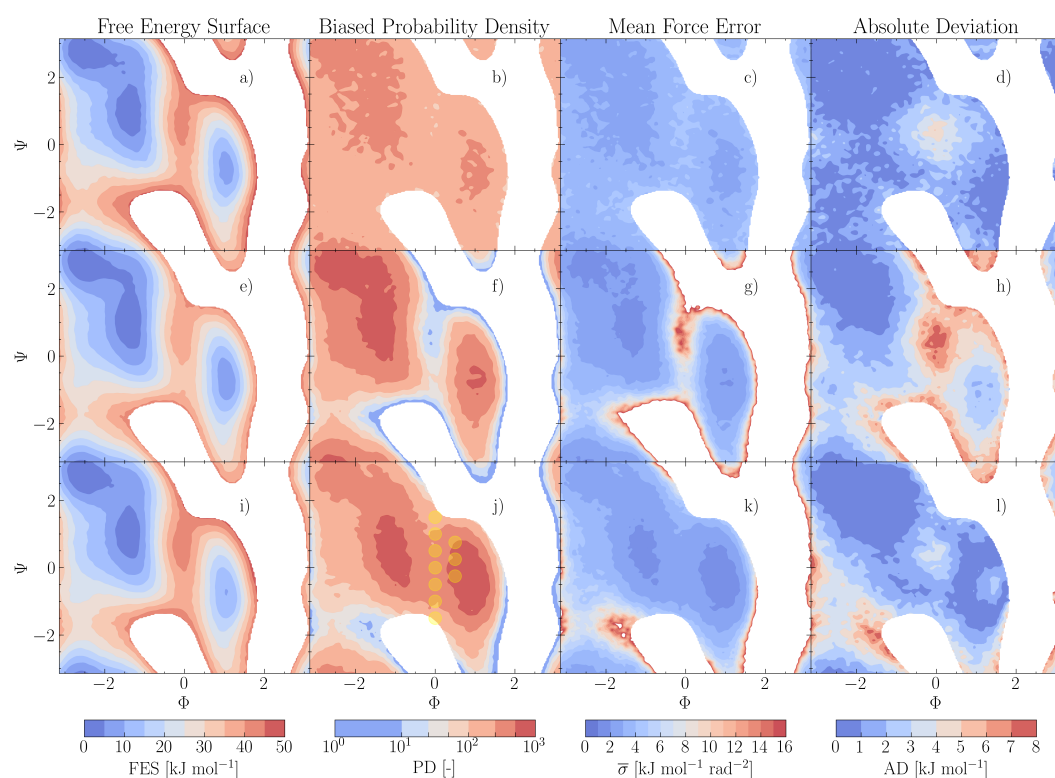 Free Energy Surface Biased Probability Density Mean Force Error Absolute Deviation
2 a) b) c) d)
Ψ 0
−2
2 e) f) g) h)
Ψ 0
−2
2 i) j) k) l)
Ψ 0
−2
−2 0 2 −2 0 2 −2 0 2 −2 0 2
Φ Φ Φ Φ
0 10 20 30 40 50 10⁰ 10¹ 10² 10³ 0 2 4 6 8 10 12 14 16 0 1 2 3 4 5 6 7 8
FES [kJ mol⁻¹] PD [-] σ̅ [kJ mol⁻¹ rad⁻²] AD [kJ mol⁻¹]